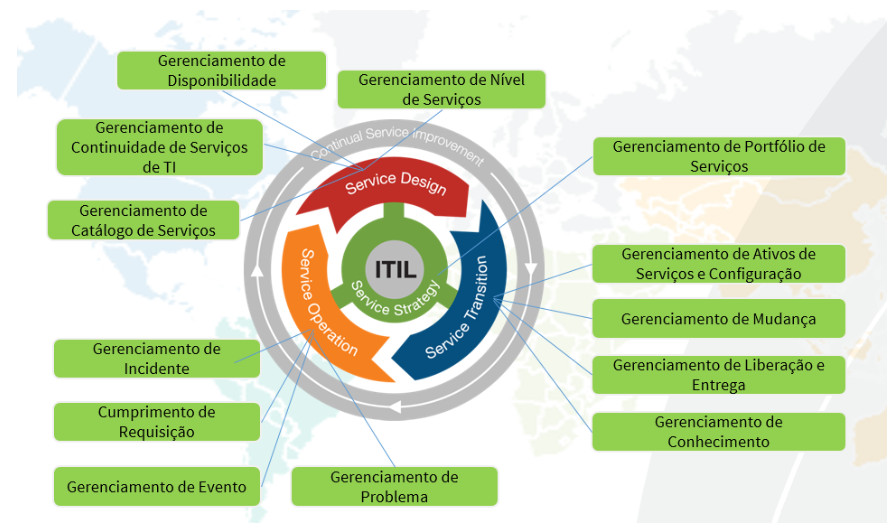 Gerenciamento de
Disponibilidade
Gerenciamento de Nível
de Serviços
Gerenciamento de
Continuidade de Serviços
de TI
Gerenciamento de
Catálogo de Serviços
Continual Service Improvement
Service Design
ITIL
Service Strategy
Service Transition
Service Operation
Gerenciamento de Portfólio de
Serviços
Gerenciamento de Ativos de
Serviços e Configuração
Gerenciamento de Mudança
Gerenciamento de Liberação e
Entrega
Gerenciamento de
Conhecimento
Gerenciamento de
Incidente
Cumprimento de
Requisição
Gerenciamento de Evento
Gerenciamento de
Problema